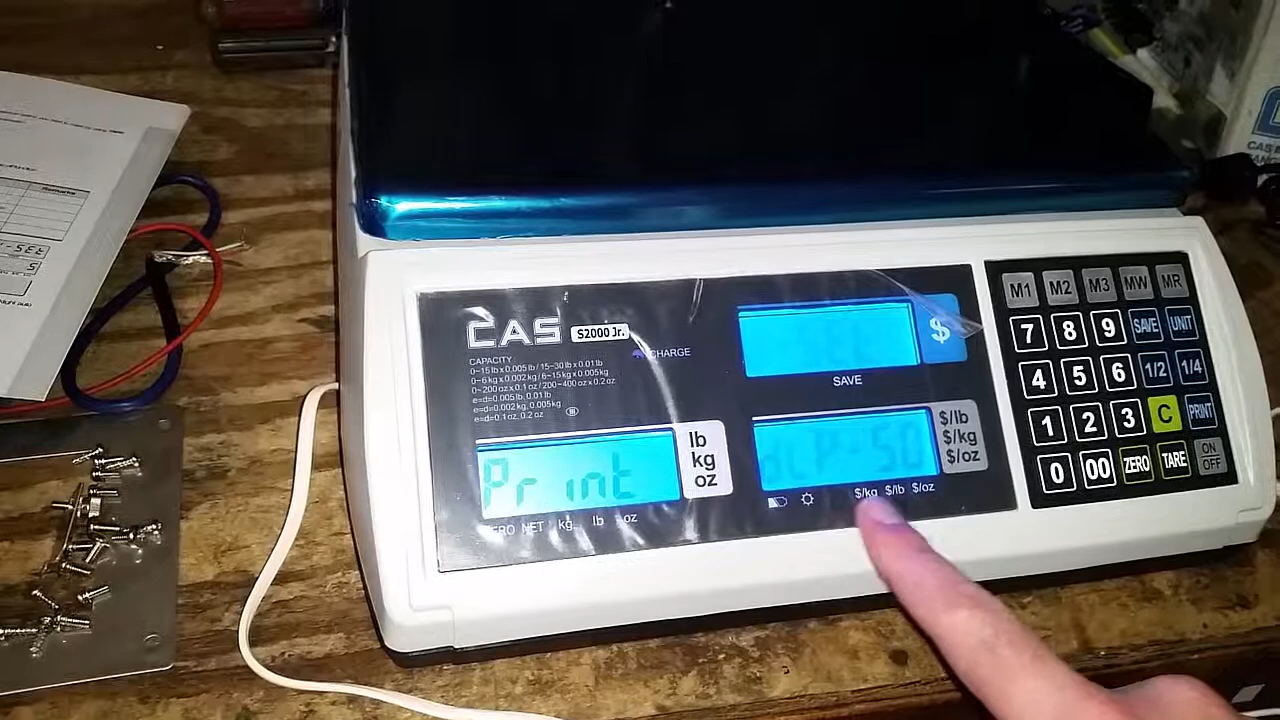 CAS S2000 Jr.
CHARGE
CAPACITY :
0~15 lb x 0.005 lb / 15~30 lb x 0.01 lb
0~6 kg x 0.002 kg / 6~15 kg x 0.005kg
0~200 oz x 0.1 oz / 200~400 oz x 0.2 oz
e=d=0.005 lb, 0.01 lb
e=d=0.002 kg, 0.005kg
e=d=0.1 oz, 0.2 oz
$
SAVE
Print
lb
kg
oz
ZERO NET kg lb oz
dCP-50
$/lb
$/kg
$/oz
$/kg $/lb $/oz
M1 M2 M3 MW MR
7 8 9 SAVE UNIT
4 5 6 1/2 1/4
1 2 3 C PRINT
0 00 ZERO TARE ON OFF